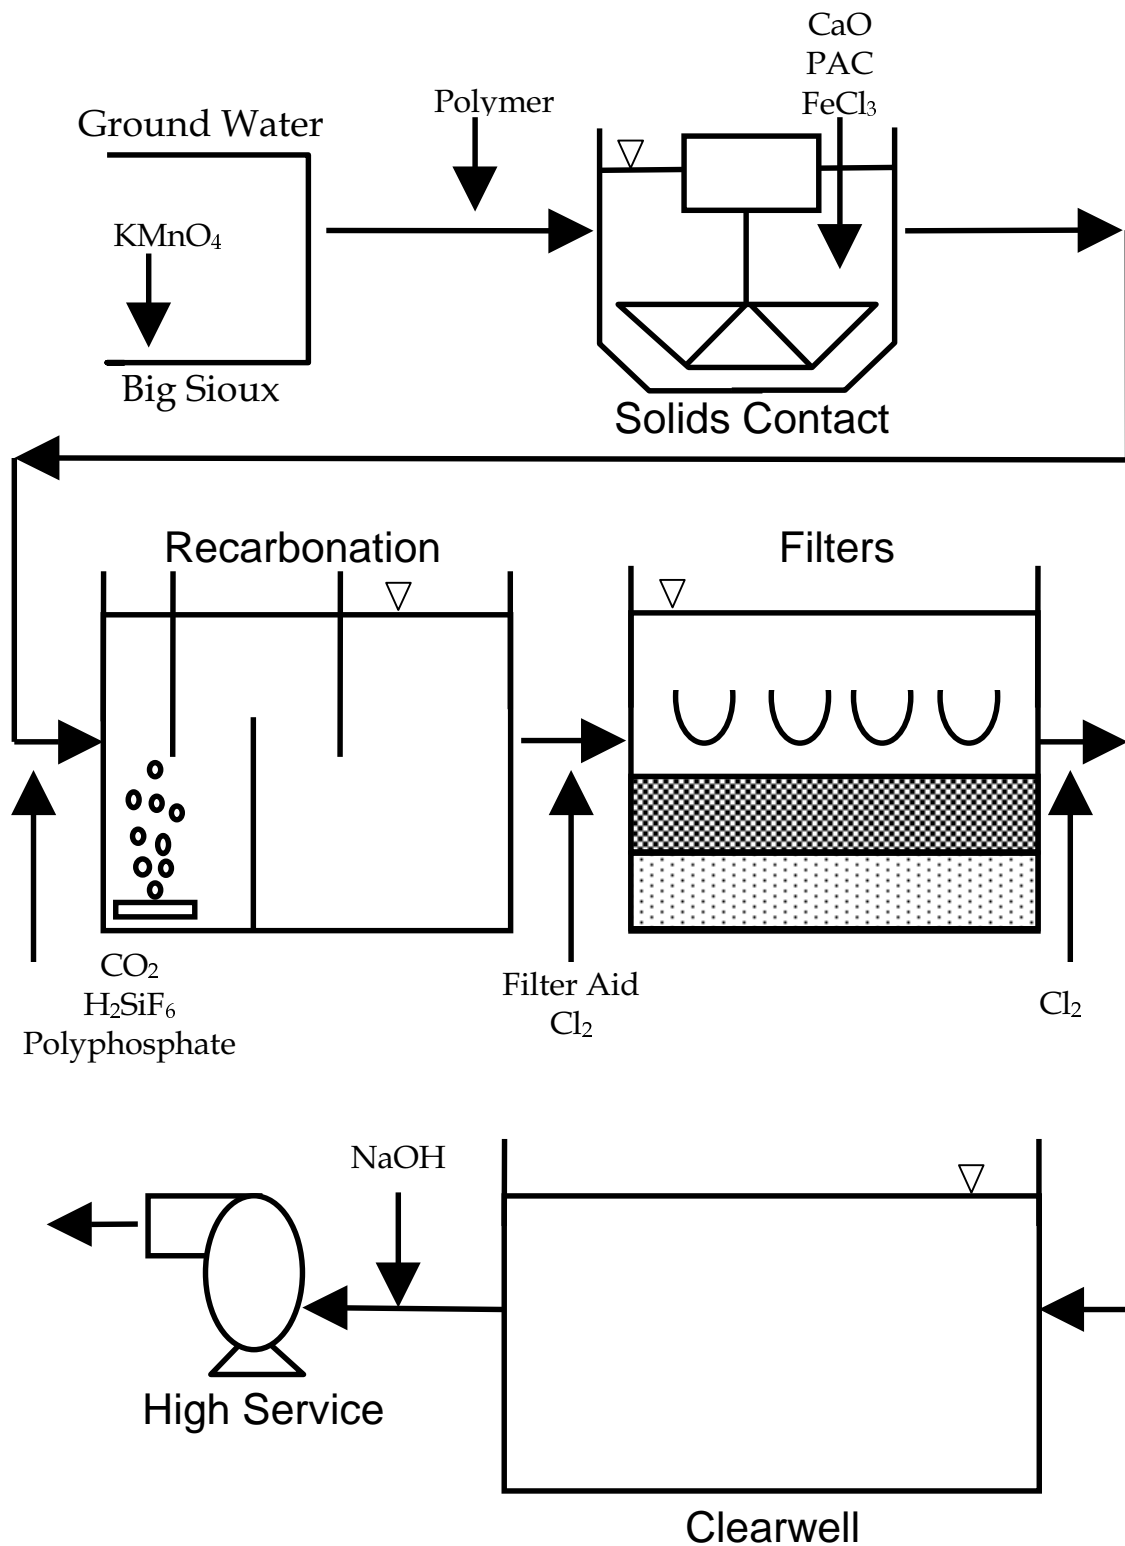 CaO
PAC
FeCl₃
Polymer
Ground Water
KMnO₄
Big Sioux
Solids Contact
Recarbonation
Filters
CO₂
H₂SiF₆
Polyphosphate
Filter Aid
Cl₂
Cl₂
NaOH
High Service
Clearwell